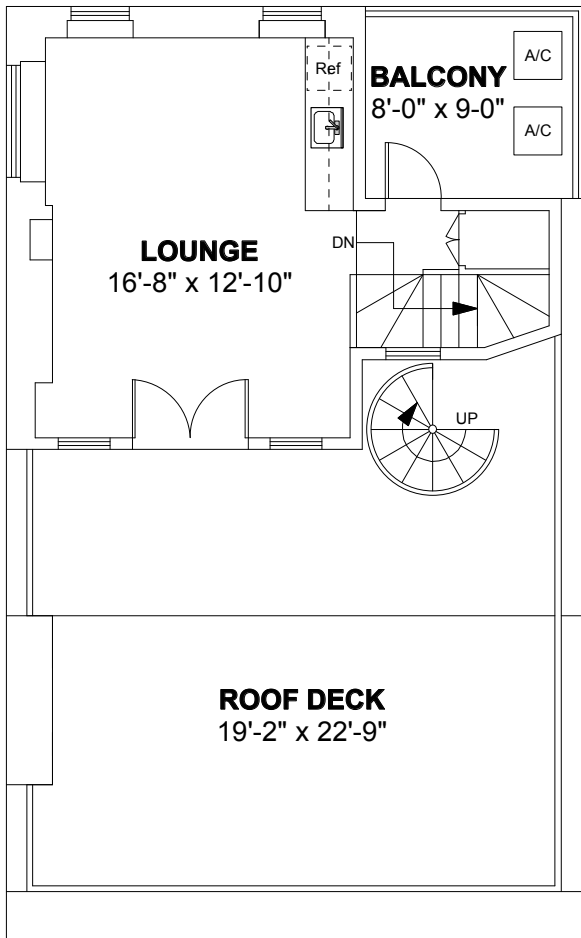 Ref
BALCONY
8'-0" x 9-0"
A/C
A/C
LOUNGE
16'-8" x 12'-10"
DN
UP
ROOF DECK
19'-2" x 22'-9"